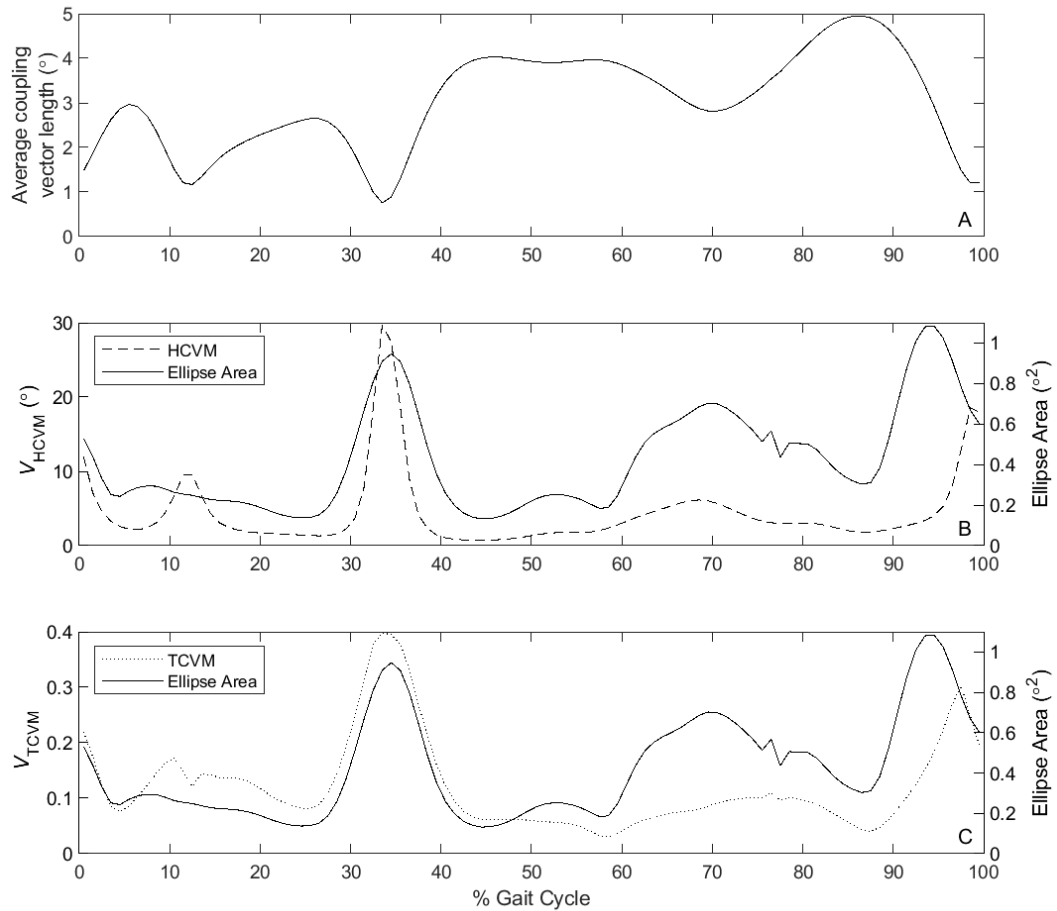 Average coupling
vector length (°)
5
4
3
2
1
0
0 10 20 30 40 50 60 70 80 90 100
A
V_HCVM (°)
30
20
10
0
HCVM
Ellipse Area
1
0.8
0.6
0.4
0.2
0
Ellipse Area (°²)
B
0 10 20 30 40 50 60 70 80 90 100
V_TCVM
0.4
0.3
0.2
0.1
0
TCVM
Ellipse Area
1
0.8
0.6
0.4
0.2
0
Ellipse Area (°²)
C
0 10 20 30 40 50 60 70 80 90 100
% Gait Cycle